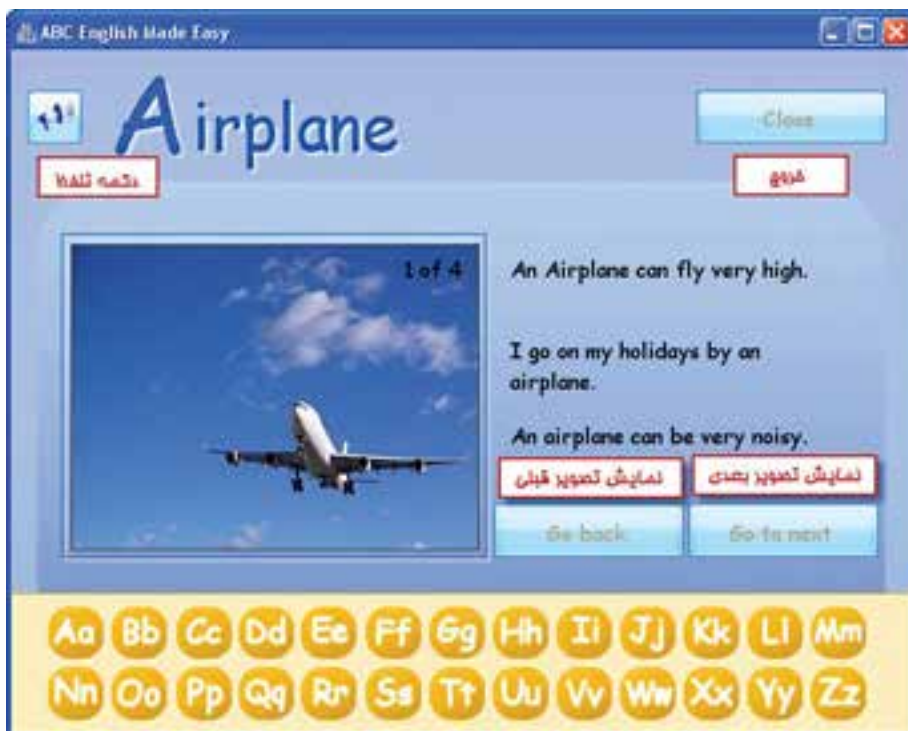 ABC English Made Easy
Airplane
Close
دکمه تلفظ
خروج
1 of 4
An Airplane can fly very high.
I go on my holidays by an
airplane.
An airplane can be very noisy.
نمایش تصویر قبلی
نمایش تصویر بعدی
Go back
Go to next
Aa Bb Cc Dd Ee Ff Gg Hh Ii Jj Kk Ll Mm
Nn Oo Pp Qq Rr Ss Tt Uu Vv Ww Xx Yy Zz